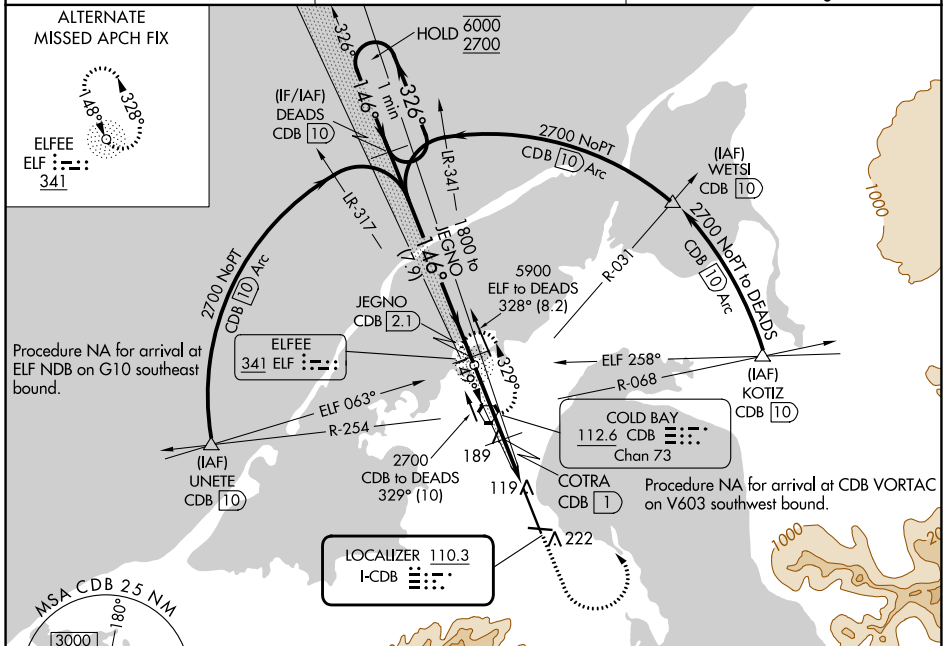 ALTERNATE
MISSED APCH FIX
148°
328°
ELFEE
ELF
341
326°
HOLD 6000
2700
146°
1 min
326°
(IF/IAF)
DEADS
CDB 10
LR-317
LR-341
2700 NoPT
CDB 10 Arc
(IAF)
WETSI
CDB 10
1000
2700 NoPT to DEADS
CDB 10 Arc
R-031
2700 NoPT
CDB 10 Arc
146°
1800 to
JEGNO
(7.9)
5900
ELF to DEADS
328° (8.2)
JEGNO
CDB 2.1
Procedure NA for arrival at
ELF NDB on G10 southeast
bound.
ELFEE
341 ELF
149°
329°
ELF 258°
R-068
(IAF)
KOTIZ
CDB 10
ELF 063°
R-254
COLD BAY
112.6 CDB
Chan 73
(IAF)
UNETE
CDB 10
2700
CDB to DEADS
329° (10)
189
119
COTRA
CDB 1
Procedure NA for arrival at CDB VORTAC
on V603 southwest bound.
222
LOCALIZER 110.3
I-CDB
1000
MSA CDB 25 NM
180°
3000